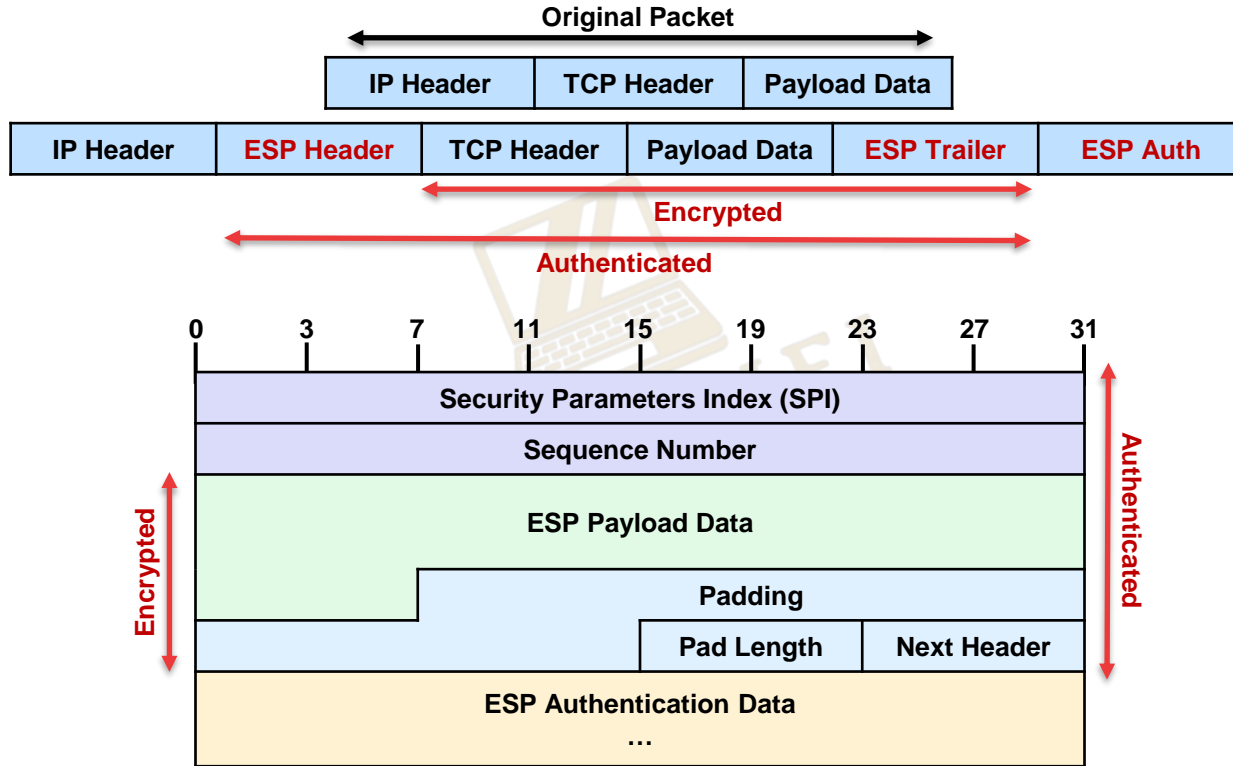 Original Packet
IP Header TCP Header Payload Data
IP Header ESP Header TCP Header Payload Data ESP Trailer ESP Auth
Encrypted
Authenticated
0 3 7 11 15 19 23 27 31
Security Parameters Index (SPI)
Sequence Number
ESP Payload Data
Padding
Pad Length Next Header
ESP Authentication Data
…
Encrypted
Authenticated